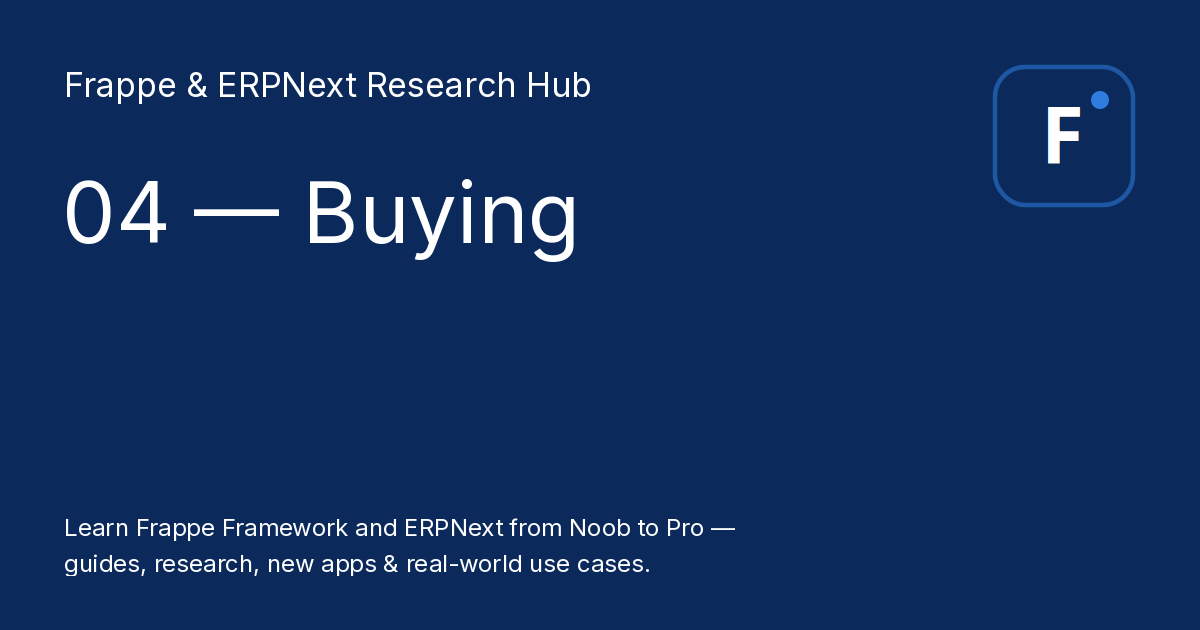 Frappe & ERPNext Research Hub
F
04 — Buying
Learn Frappe Framework and ERPNext from Noob to Pro —
guides, research, new apps & real-world use cases.